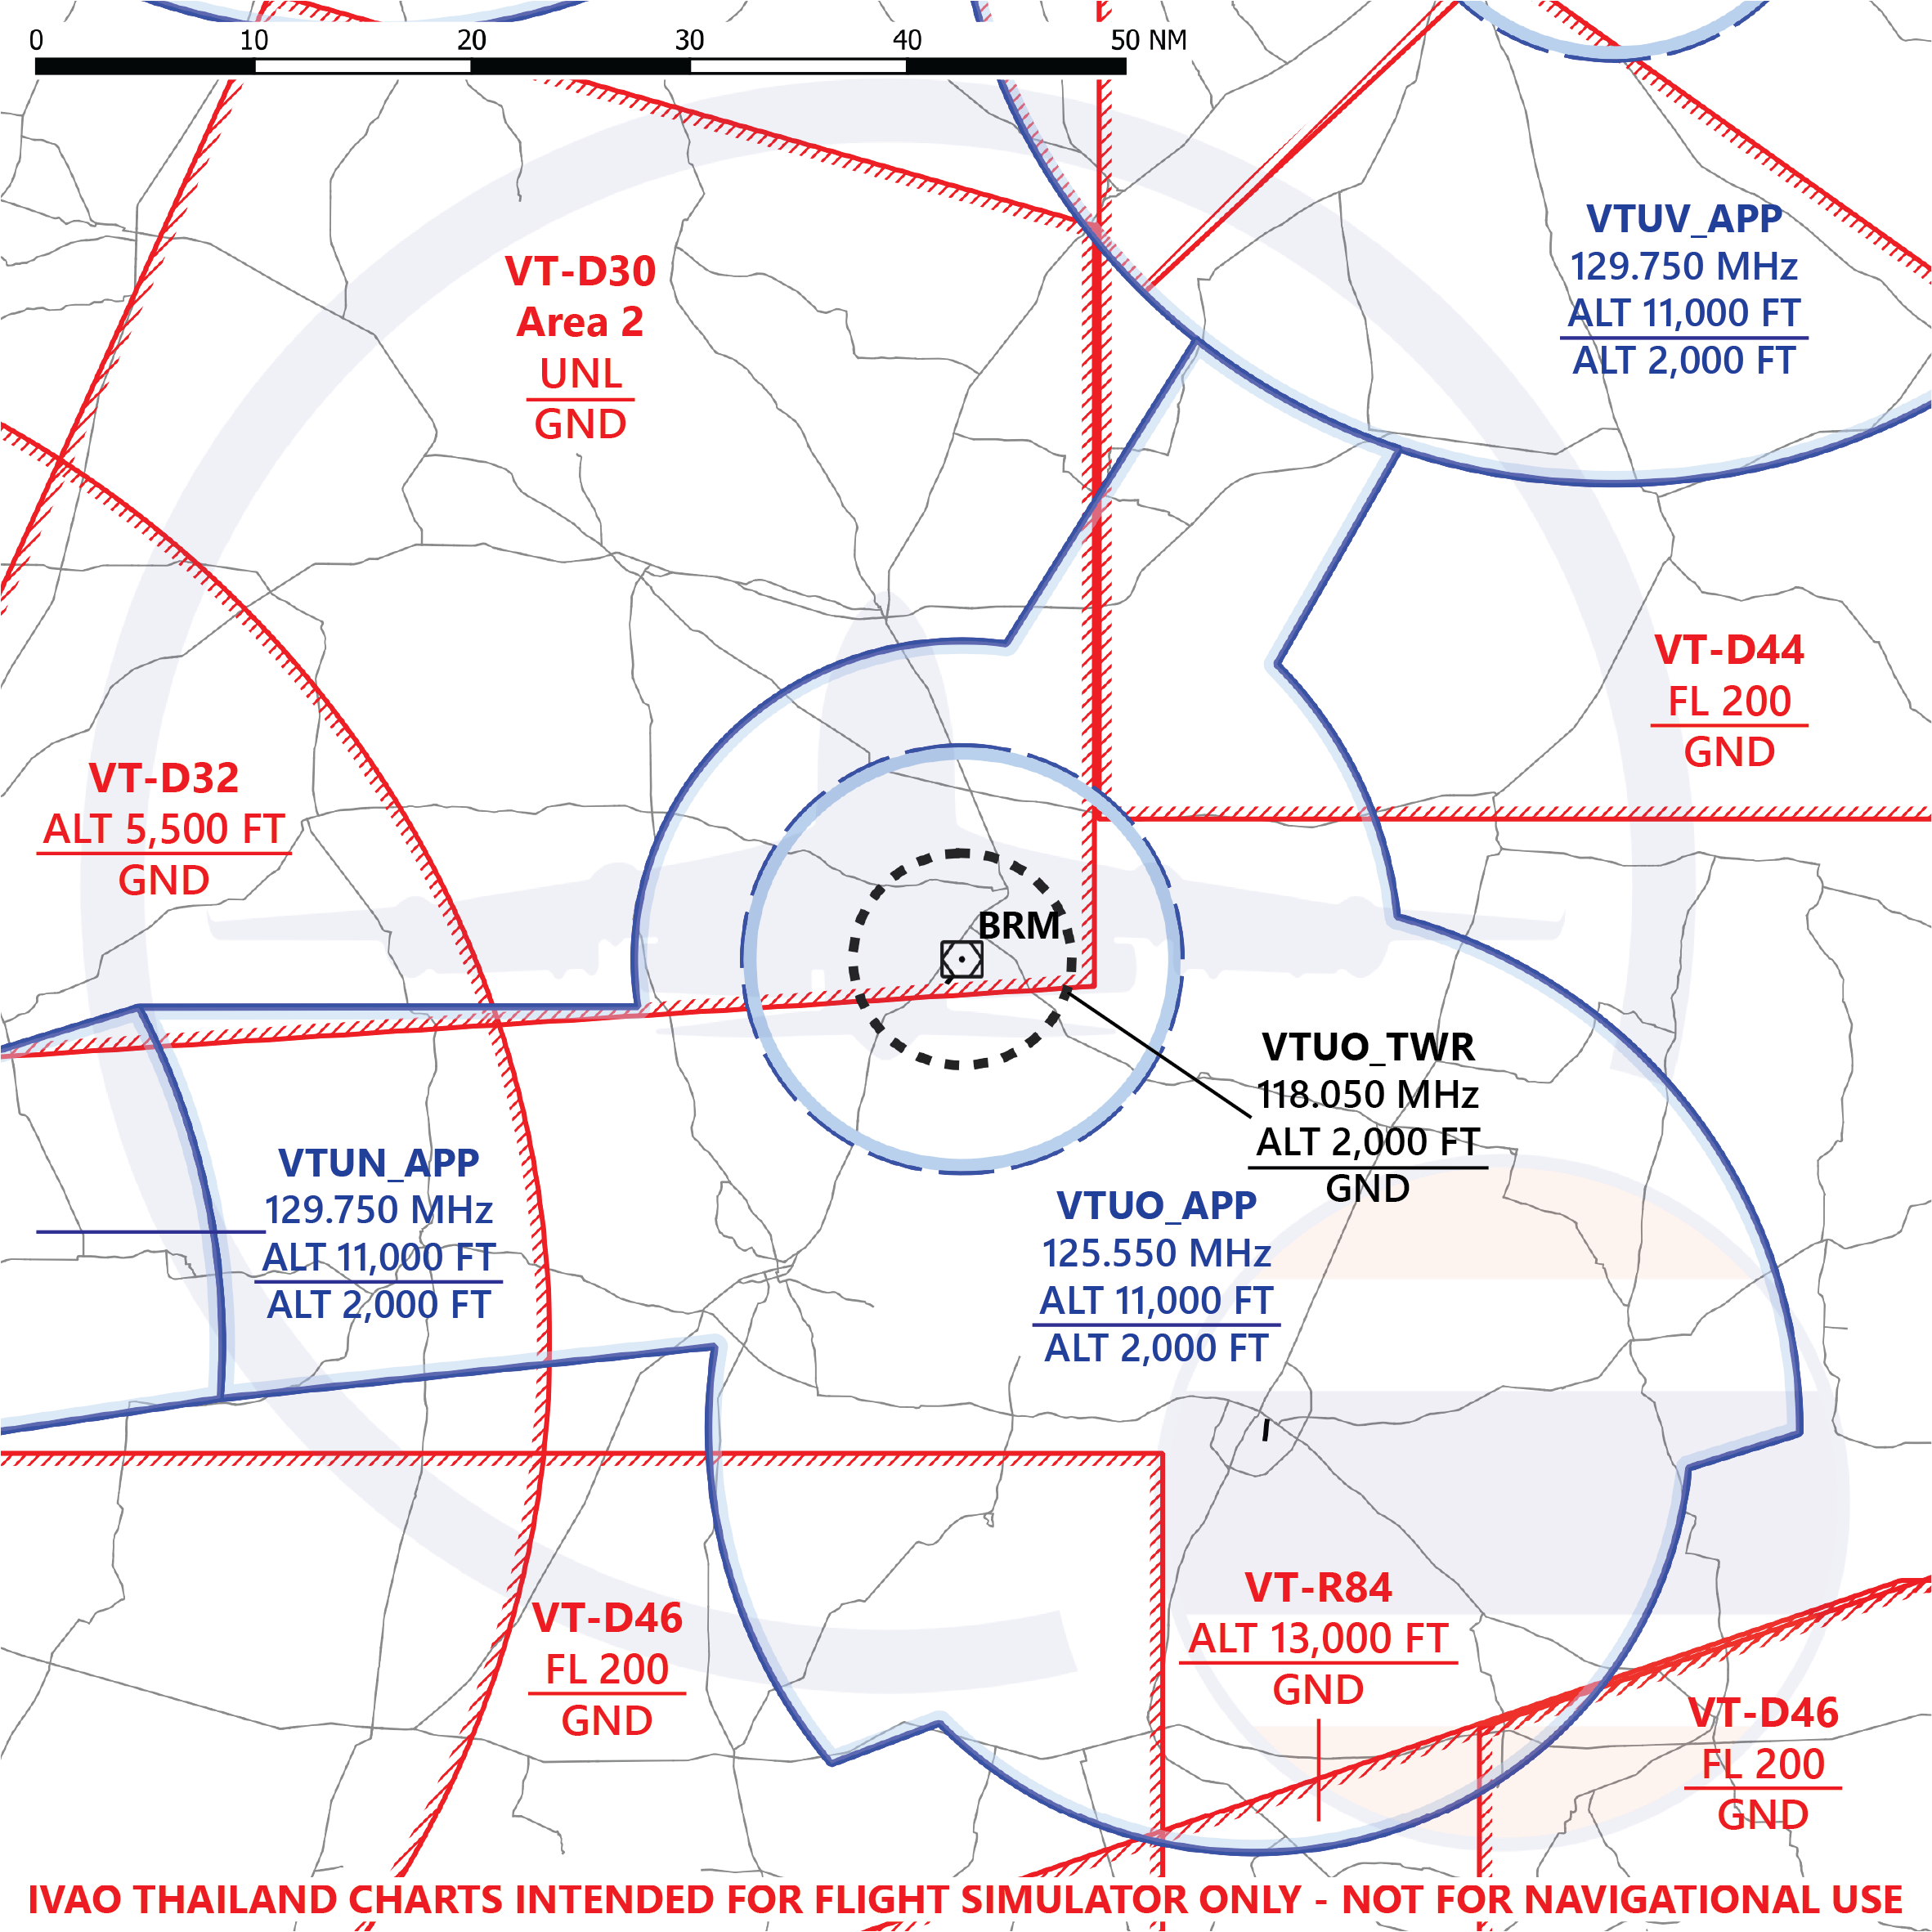 0 10 20 30 40 50 NM
VTUV_APP
129.750 MHz
ALT 11,000 FT
ALT 2,000 FT
VT-D30
Area 2
UNL
GND
VT-D44
FL 200
GND
VT-D32
ALT 5,500 FT
GND
BRM
VTUO_TWR
118.050 MHz
ALT 2,000 FT
GND
VTUN_APP
129.750 MHz
ALT 11,000 FT
ALT 2,000 FT
VTUO_APP
125.550 MHz
ALT 11,000 FT
ALT 2,000 FT
VT-R84
ALT 13,000 FT
GND
VT-D46
FL 200
GND
VT-D46
FL 200
GND
IVAO THAILAND CHARTS INTENDED FOR FLIGHT SIMULATOR ONLY - NOT FOR NAVIGATIONAL USE